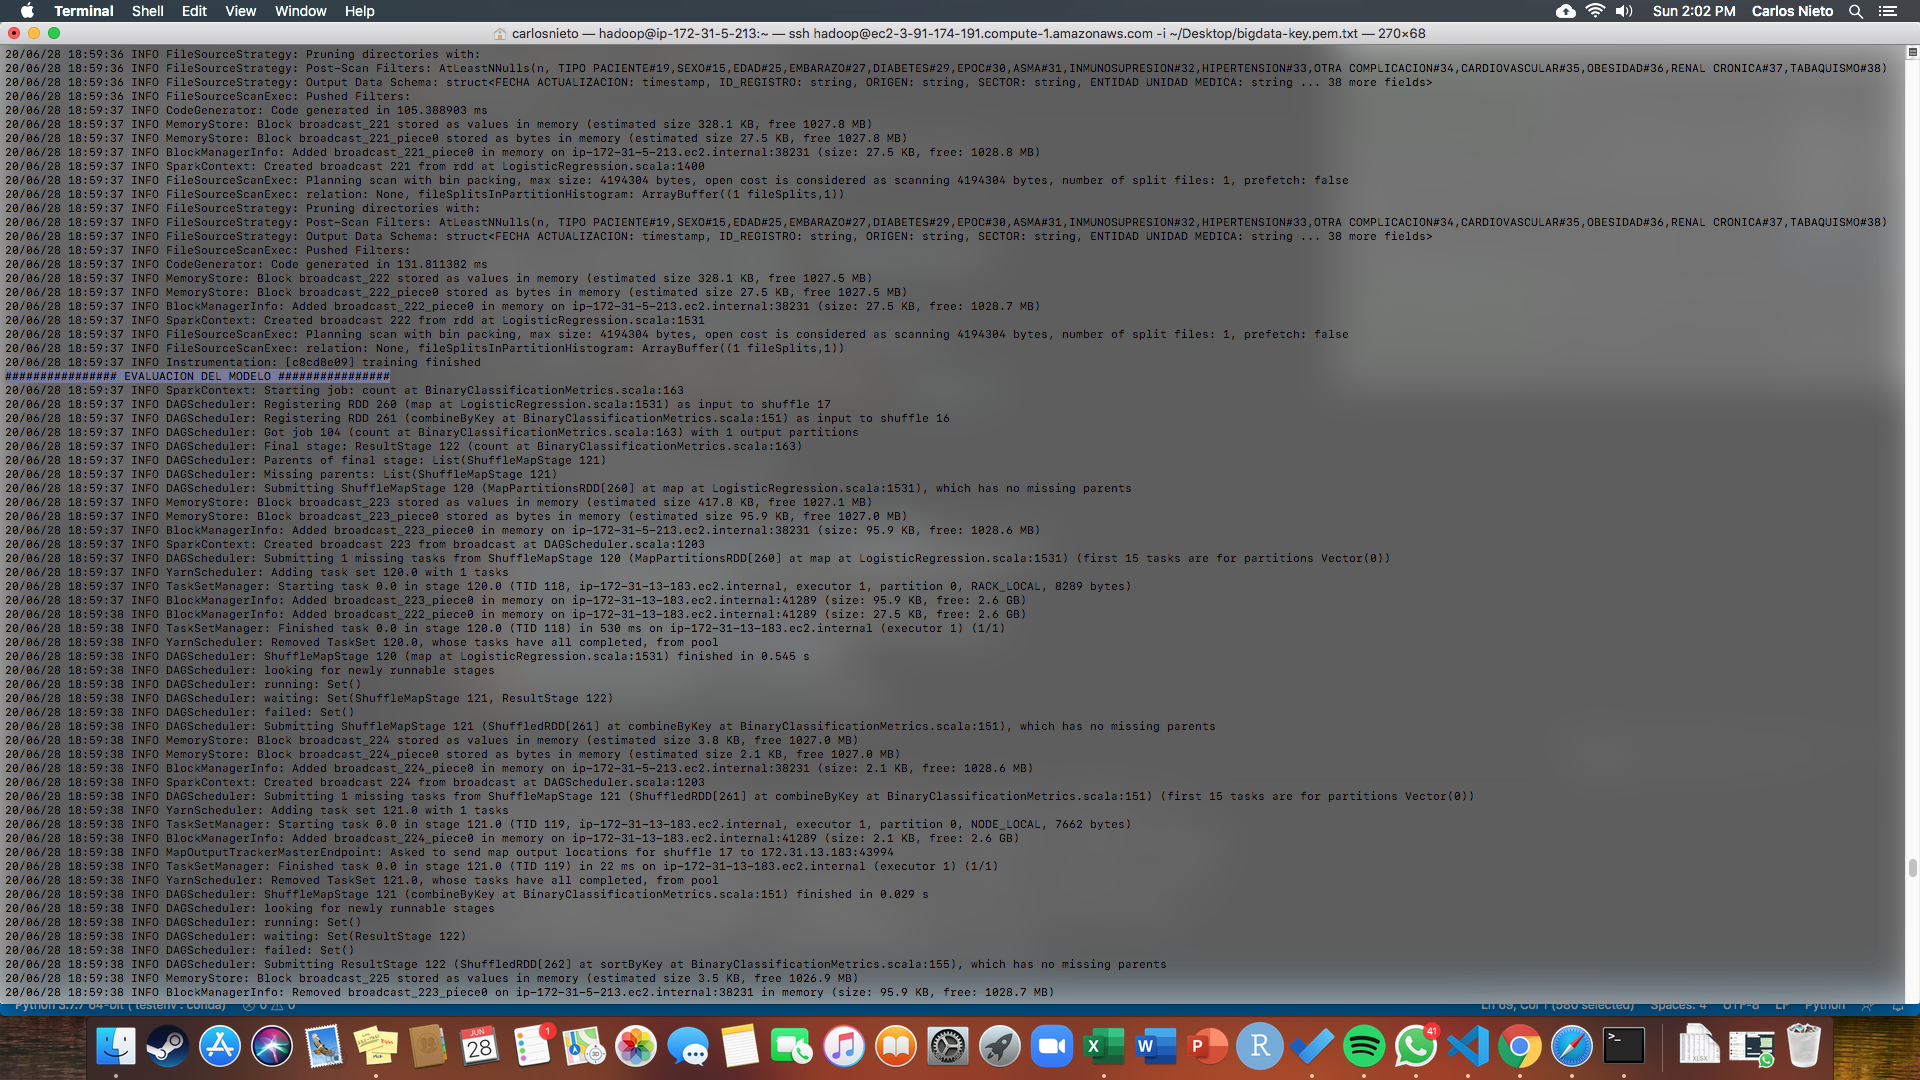 Terminal Shell Edit View Window Help Sun 2:02 PM Carlos Nieto
carlosnieto — hadoop@ip-172-31-5-213:~ — ssh hadoop@ec2-3-91-174-191.compute-1.amazonaws.com -i ~/Desktop/bigdata-key.pem.txt — 270×68
20/06/28 18:59:36 INFO FileSourceStrategy: Pruning directories with:
20/06/28 18:59:36 INFO FileSourceStrategy: Post-Scan Filters: AtLeastNNulls(n, TIPO PACIENTE#19,SEXO#15,EDAD#25,EMBARAZO#27,DIABETES#29,EPOC#30,ASMA#31,INMUNOSUPRESION#32,HIPERTENSION#33,OTRA COMPLICACION#34,CARDIOVASCULAR#35,OBESIDAD#36,RENAL CRONICA#37,TABAQUISMO#38)
20/06/28 18:59:36 INFO FileSourceStrategy: Output Data Schema: struct<FECHA ACTUALIZACION: timestamp, ID_REGISTRO: string, ORIGEN: string, SECTOR: string, ENTIDAD UNIDAD MEDICA: string ... 38 more fields>
20/06/28 18:59:36 INFO FileSourceScanExec: Pushed Filters:
20/06/28 18:59:37 INFO CodeGenerator: Code generated in 105.388903 ms
20/06/28 18:59:37 INFO MemoryStore: Block broadcast_221 stored as values in memory (estimated size 328.1 KB, free 1027.8 MB)
20/06/28 18:59:37 INFO MemoryStore: Block broadcast_221_piece0 stored as bytes in memory (estimated size 27.5 KB, free 1027.8 MB)
20/06/28 18:59:37 INFO BlockManagerInfo: Added broadcast_221_piece0 in memory on ip-172-31-5-213.ec2.internal:38231 (size: 27.5 KB, free: 1028.8 MB)
20/06/28 18:59:37 INFO SparkContext: Created broadcast 221 from rdd at LogisticRegression.scala:1400
20/06/28 18:59:37 INFO FileSourceScanExec: Planning scan with bin packing, max size: 4194304 bytes, open cost is considered as scanning 4194304 bytes, number of split files: 1, prefetch: false
20/06/28 18:59:37 INFO FileSourceScanExec: relation: None, fileSplitsInPartitionHistogram: ArrayBuffer((1 fileSplits,1))
20/06/28 18:59:37 INFO FileSourceStrategy: Pruning directories with:
20/06/28 18:59:37 INFO FileSourceStrategy: Post-Scan Filters: AtLeastNNulls(n, TIPO PACIENTE#19,SEXO#15,EDAD#25,EMBARAZO#27,DIABETES#29,EPOC#30,ASMA#31,INMUNOSUPRESION#32,HIPERTENSION#33,OTRA COMPLICACION#34,CARDIOVASCULAR#35,OBESIDAD#36,RENAL CRONICA#37,TABAQUISMO#38)
20/06/28 18:59:37 INFO FileSourceStrategy: Output Data Schema: struct<FECHA ACTUALIZACION: timestamp, ID_REGISTRO: string, ORIGEN: string, SECTOR: string, ENTIDAD UNIDAD MEDICA: string ... 38 more fields>
20/06/28 18:59:37 INFO FileSourceScanExec: Pushed Filters:
20/06/28 18:59:37 INFO CodeGenerator: Code generated in 131.811382 ms
20/06/28 18:59:37 INFO MemoryStore: Block broadcast_222 stored as values in memory (estimated size 328.1 KB, free 1027.5 MB)
20/06/28 18:59:37 INFO MemoryStore: Block broadcast_222_piece0 stored as bytes in memory (estimated size 27.5 KB, free 1027.5 MB)
20/06/28 18:59:37 INFO BlockManagerInfo: Added broadcast_222_piece0 in memory on ip-172-31-5-213.ec2.internal:38231 (size: 27.5 KB, free: 1028.7 MB)
20/06/28 18:59:37 INFO SparkContext: Created broadcast 222 from rdd at LogisticRegression.scala:1531
20/06/28 18:59:37 INFO FileSourceScanExec: Planning scan with bin packing, max size: 4194304 bytes, open cost is considered as scanning 4194304 bytes, number of split files: 1, prefetch: false
20/06/28 18:59:37 INFO FileSourceScanExec: relation: None, fileSplitsInPartitionHistogram: ArrayBuffer((1 fileSplits,1))
20/06/28 18:59:37 INFO Instrumentation: [c8cd8e09] training finished
################ EVALUACION DEL MODELO ################
20/06/28 18:59:37 INFO SparkContext: Starting job: count at BinaryClassificationMetrics.scala:163
20/06/28 18:59:37 INFO DAGScheduler: Registering RDD 260 (map at LogisticRegression.scala:1531) as input to shuffle 17
20/06/28 18:59:37 INFO DAGScheduler: Registering RDD 261 (combineByKey at BinaryClassificationMetrics.scala:151) as input to shuffle 16
20/06/28 18:59:37 INFO DAGScheduler: Got job 104 (count at BinaryClassificationMetrics.scala:163) with 1 output partitions
20/06/28 18:59:37 INFO DAGScheduler: Final stage: ResultStage 122 (count at BinaryClassificationMetrics.scala:163)
20/06/28 18:59:37 INFO DAGScheduler: Parents of final stage: List(ShuffleMapStage 121)
20/06/28 18:59:37 INFO DAGScheduler: Missing parents: List(ShuffleMapStage 121)
20/06/28 18:59:37 INFO DAGScheduler: Submitting ShuffleMapStage 120 (MapPartitionsRDD[260] at map at LogisticRegression.scala:1531), which has no missing parents
20/06/28 18:59:37 INFO MemoryStore: Block broadcast_223 stored as values in memory (estimated size 417.8 KB, free 1027.1 MB)
20/06/28 18:59:37 INFO MemoryStore: Block broadcast_223_piece0 stored as bytes in memory (estimated size 95.9 KB, free 1027.0 MB)
20/06/28 18:59:37 INFO BlockManagerInfo: Added broadcast_223_piece0 in memory on ip-172-31-5-213.ec2.internal:38231 (size: 95.9 KB, free: 1028.6 MB)
20/06/28 18:59:37 INFO SparkContext: Created broadcast 223 from broadcast at DAGScheduler.scala:1203
20/06/28 18:59:37 INFO DAGScheduler: Submitting 1 missing tasks from ShuffleMapStage 120 (MapPartitionsRDD[260] at map at LogisticRegression.scala:1531) (first 15 tasks are for partitions Vector(0))
20/06/28 18:59:37 INFO YarnScheduler: Adding task set 120.0 with 1 tasks
20/06/28 18:59:37 INFO TaskSetManager: Starting task 0.0 in stage 120.0 (TID 118, ip-172-31-13-183.ec2.internal, executor 1, partition 0, RACK_LOCAL, 8289 bytes)
20/06/28 18:59:37 INFO BlockManagerInfo: Added broadcast_223_piece0 in memory on ip-172-31-13-183.ec2.internal:41289 (size: 95.9 KB, free: 2.6 GB)
20/06/28 18:59:37 INFO BlockManagerInfo: Added broadcast_222_piece0 in memory on ip-172-31-13-183.ec2.internal:41289 (size: 27.5 KB, free: 2.6 GB)
20/06/28 18:59:38 INFO TaskSetManager: Finished task 0.0 in stage 120.0 (TID 118) in 530 ms on ip-172-31-13-183.ec2.internal (executor 1) (1/1)
20/06/28 18:59:38 INFO YarnScheduler: Removed TaskSet 120.0, whose tasks have all completed, from pool
20/06/28 18:59:38 INFO DAGScheduler: ShuffleMapStage 120 (map at LogisticRegression.scala:1531) finished in 0.545 s
20/06/28 18:59:38 INFO DAGScheduler: looking for newly runnable stages
20/06/28 18:59:38 INFO DAGScheduler: running: Set()
20/06/28 18:59:38 INFO DAGScheduler: waiting: Set(ShuffleMapStage 121, ResultStage 122)
20/06/28 18:59:38 INFO DAGScheduler: failed: Set()
20/06/28 18:59:38 INFO DAGScheduler: Submitting ShuffleMapStage 121 (ShuffledRDD[261] at combineByKey at BinaryClassificationMetrics.scala:151), which has no missing parents
20/06/28 18:59:38 INFO MemoryStore: Block broadcast_224 stored as values in memory (estimated size 3.8 KB, free 1027.0 MB)
20/06/28 18:59:38 INFO MemoryStore: Block broadcast_224_piece0 stored as bytes in memory (estimated size 2.1 KB, free 1027.0 MB)
20/06/28 18:59:38 INFO BlockManagerInfo: Added broadcast_224_piece0 in memory on ip-172-31-5-213.ec2.internal:38231 (size: 2.1 KB, free: 1028.6 MB)
20/06/28 18:59:38 INFO SparkContext: Created broadcast 224 from broadcast at DAGScheduler.scala:1203
20/06/28 18:59:38 INFO DAGScheduler: Submitting 1 missing tasks from ShuffleMapStage 121 (ShuffledRDD[261] at combineByKey at BinaryClassificationMetrics.scala:151) (first 15 tasks are for partitions Vector(0))
20/06/28 18:59:38 INFO YarnScheduler: Adding task set 121.0 with 1 tasks
20/06/28 18:59:38 INFO TaskSetManager: Starting task 0.0 in stage 121.0 (TID 119, ip-172-31-13-183.ec2.internal, executor 1, partition 0, NODE_LOCAL, 7662 bytes)
20/06/28 18:59:38 INFO BlockManagerInfo: Added broadcast_224_piece0 in memory on ip-172-31-13-183.ec2.internal:41289 (size: 2.1 KB, free: 2.6 GB)
20/06/28 18:59:38 INFO MapOutputTrackerMasterEndpoint: Asked to send map output locations for shuffle 17 to 172.31.13.183:43994
20/06/28 18:59:38 INFO TaskSetManager: Finished task 0.0 in stage 121.0 (TID 119) in 22 ms on ip-172-31-13-183.ec2.internal (executor 1) (1/1)
20/06/28 18:59:38 INFO YarnScheduler: Removed TaskSet 121.0, whose tasks have all completed, from pool
20/06/28 18:59:38 INFO DAGScheduler: ShuffleMapStage 121 (combineByKey at BinaryClassificationMetrics.scala:151) finished in 0.029 s
20/06/28 18:59:38 INFO DAGScheduler: looking for newly runnable stages
20/06/28 18:59:38 INFO DAGScheduler: running: Set()
20/06/28 18:59:38 INFO DAGScheduler: waiting: Set(ResultStage 122)
20/06/28 18:59:38 INFO DAGScheduler: failed: Set()
20/06/28 18:59:38 INFO DAGScheduler: Submitting ResultStage 122 (ShuffledRDD[262] at sortByKey at BinaryClassificationMetrics.scala:155), which has no missing parents
20/06/28 18:59:38 INFO MemoryStore: Block broadcast_225 stored as values in memory (estimated size 3.5 KB, free 1026.9 MB)
20/06/28 18:59:38 INFO BlockManagerInfo: Removed broadcast_223_piece0 on ip-172-31-5-213.ec2.internal:38231 in memory (size: 95.9 KB, free: 1028.7 MB)
Python 3.7.7 64-bit ('testenv': conda) 0 0 Ln 69, Col 1 (586 selected) Spaces: 4 UTF-8 LF Python
JUN
28
1
3D
41
XLSX